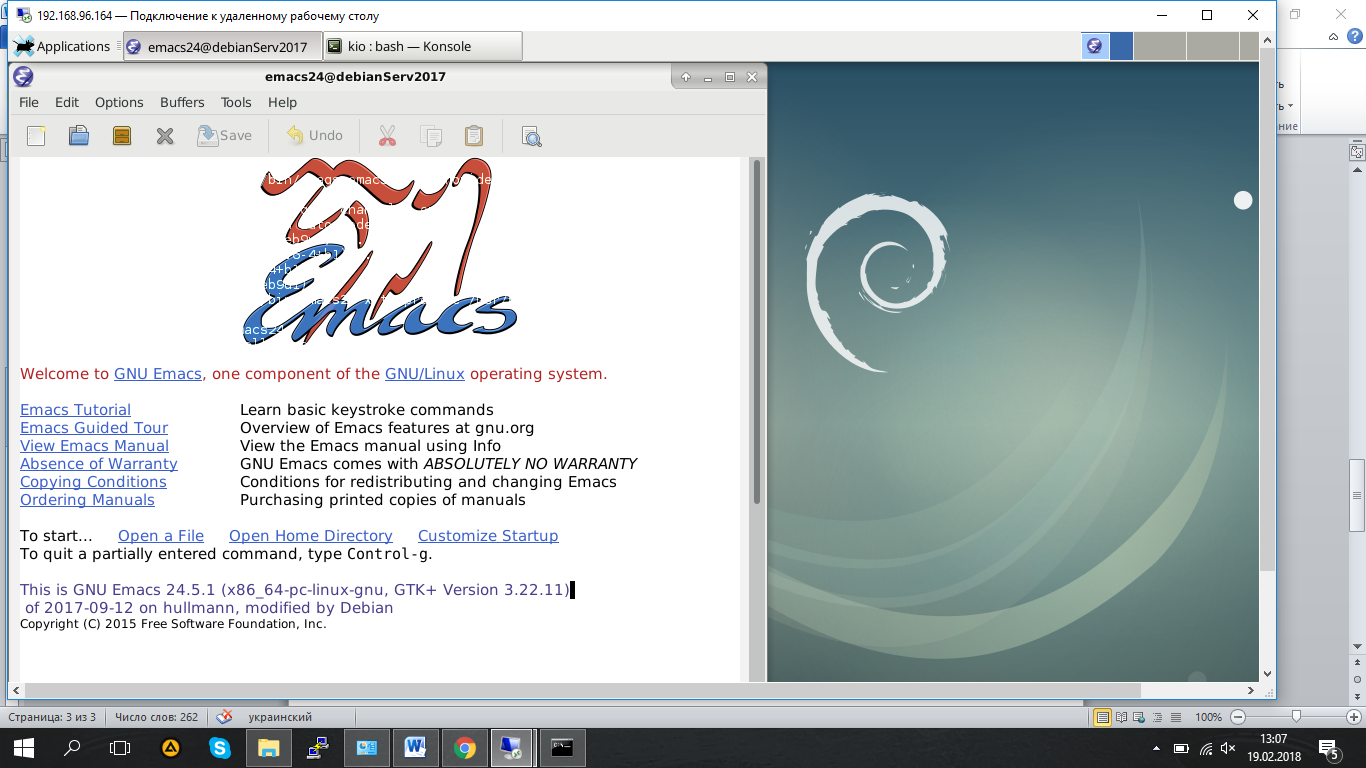 192.168.96.164 — Подключение к удаленному рабочему столу
Applications
emacs24@debianServ2017
kio : bash — Konsole
emacs24@debianServ2017
File Edit Options Buffers Tools Help
Save Undo
Emacs
Welcome to GNU Emacs, one component of the GNU/Linux operating system.
Emacs Tutorial Learn basic keystroke commands
Emacs Guided Tour Overview of Emacs features at gnu.org
View Emacs Manual View the Emacs manual using Info
Absence of Warranty GNU Emacs comes with ABSOLUTELY NO WARRANTY
Copying Conditions Conditions for redistributing and changing Emacs
Ordering Manuals Purchasing printed copies of manuals
To start... Open a File Open Home Directory Customize Startup
To quit a partially entered command, type Control-g.
This is GNU Emacs 24.5.1 (x86_64-pc-linux-gnu, GTK+ Version 3.22.11)
of 2017-09-12 on hullmann, modified by Debian
Copyright (C) 2015 Free Software Foundation, Inc.
Страница: 3 из 3 Число слов: 262 украинский 100%
13:07
19.02.2018
5